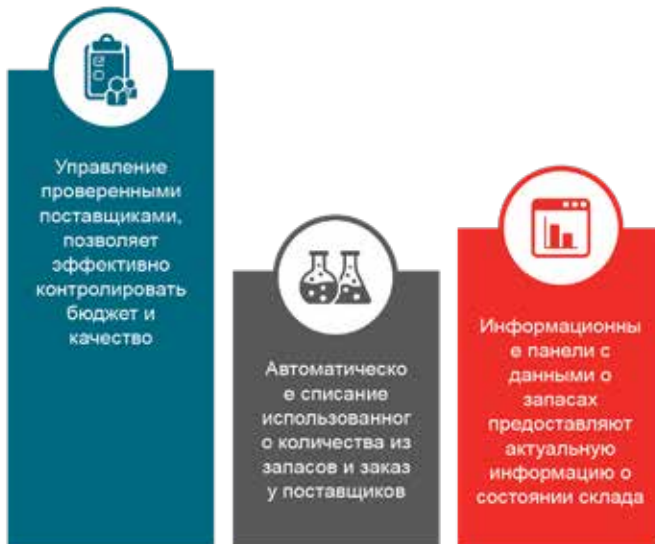 Управление
проверенными
поставщиками,
позволяет
эффективно
контролировать
бюджет и
качество
Автоматическо
е списание
использованног
о количества из
запасов и заказ
у поставщиков
Информационны
е панели с
данными о
запасах
предоставляют
актуальную
информацию о
состоянии склада